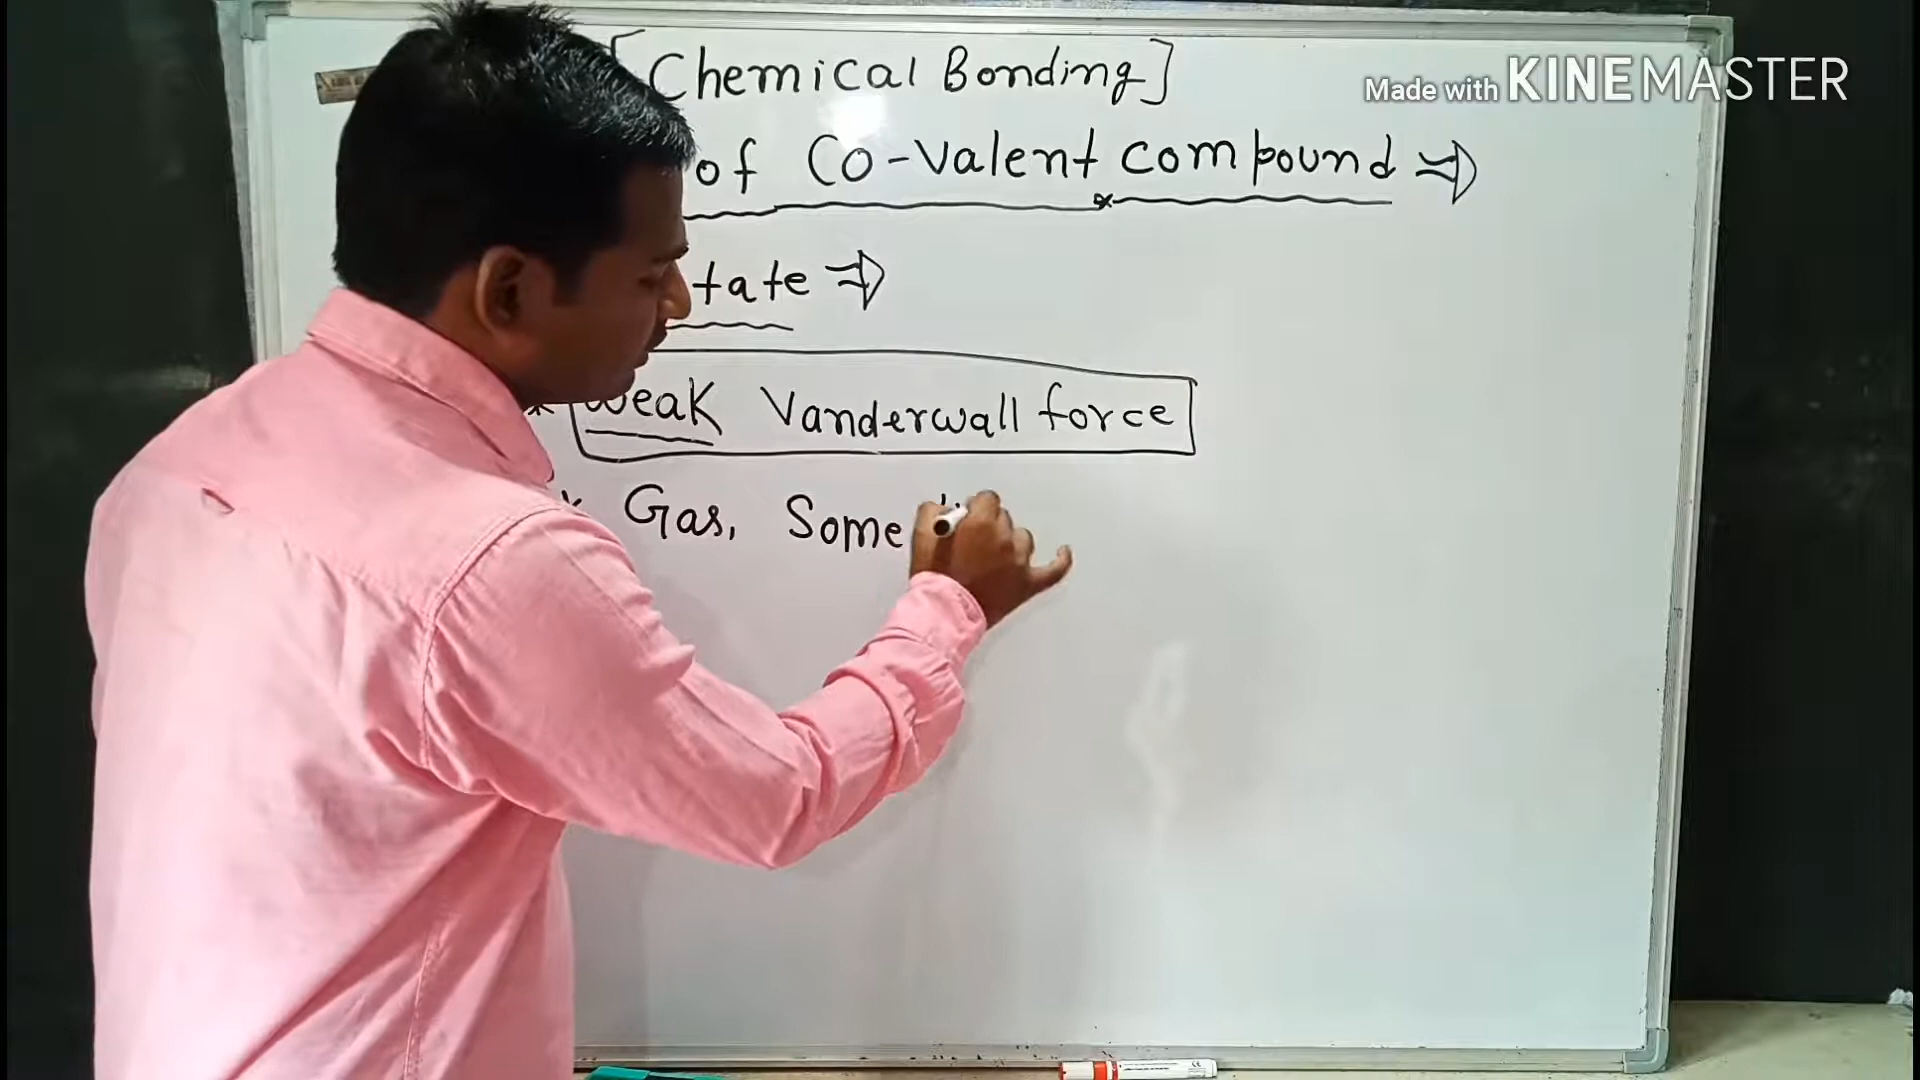 [Chemical Bonding]
Made with KINEMASTER
of Co-valent compound ⇒
tate ⇒
* Weak Vanderwall force
* Gas, Some